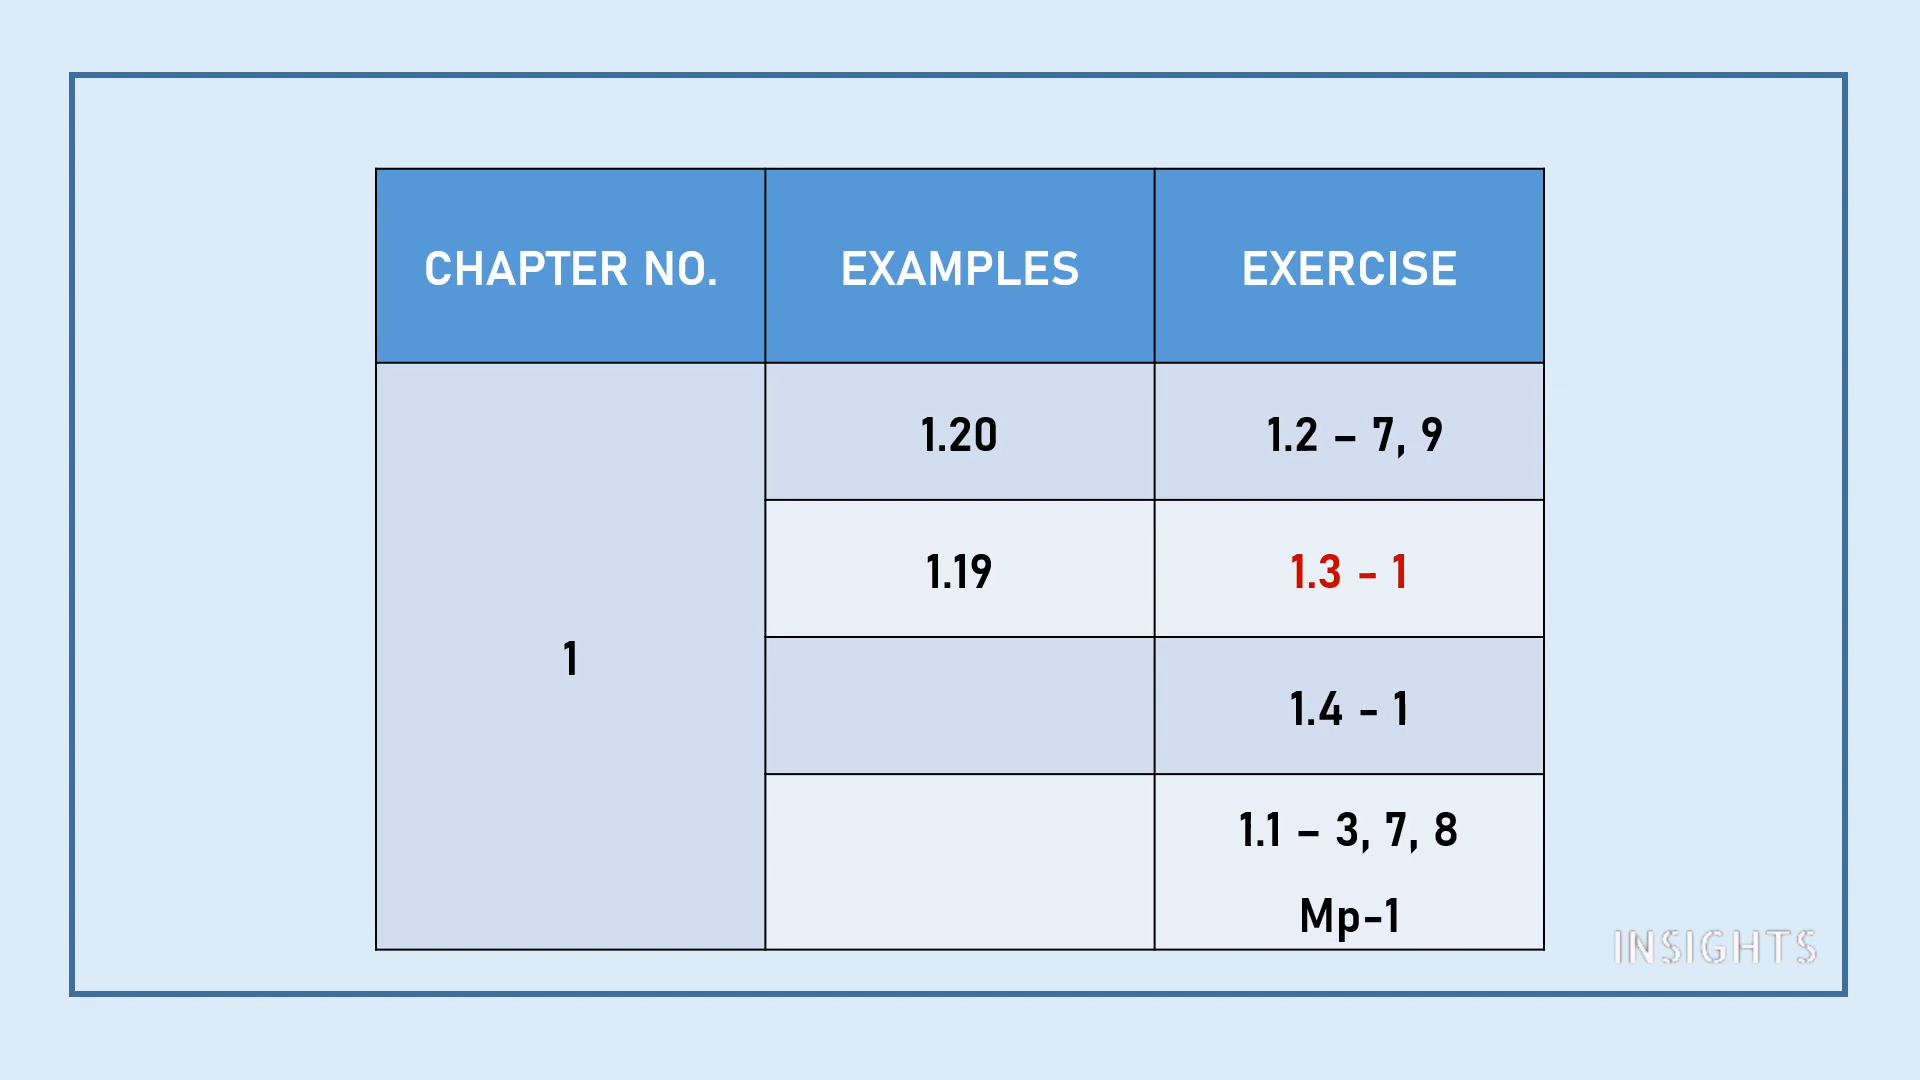 CHAPTER NO. EXAMPLES EXERCISE
1.20 1.2 – 7, 9
1.19 1.3 - 1
1
1.4 - 1
1.1 – 3, 7, 8
Mp-1
INSIGHTS